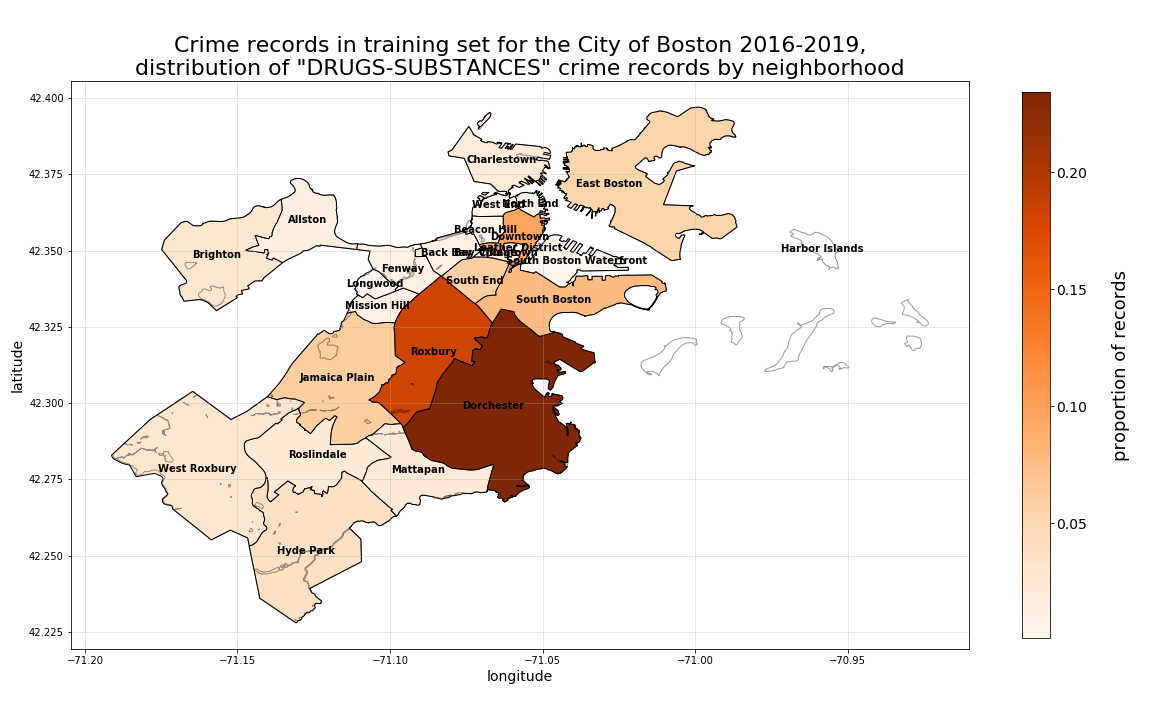 Crime records in training set for the City of Boston 2016-2019,
distribution of "DRUGS-SUBSTANCES" crime records by neighborhood
42.400
42.375
42.350
42.325
42.300
42.275
42.250
42.225
latitude
Charlestown
East Boston
West End
North End
Allston
Beacon Hill
Downtown
Leather District
Harbor Islands
Brighton
Back Bay
Bay Village
Chinatown
South Boston Waterfront
Fenway
Longwood
South End
Mission Hill
South Boston
Roxbury
Jamaica Plain
Dorchester
Roslindale
West Roxbury
Mattapan
Hyde Park
−71.20
−71.15
−71.10
−71.05
−71.00
−70.95
longitude
0.20
0.15
0.10
0.05
proportion of records